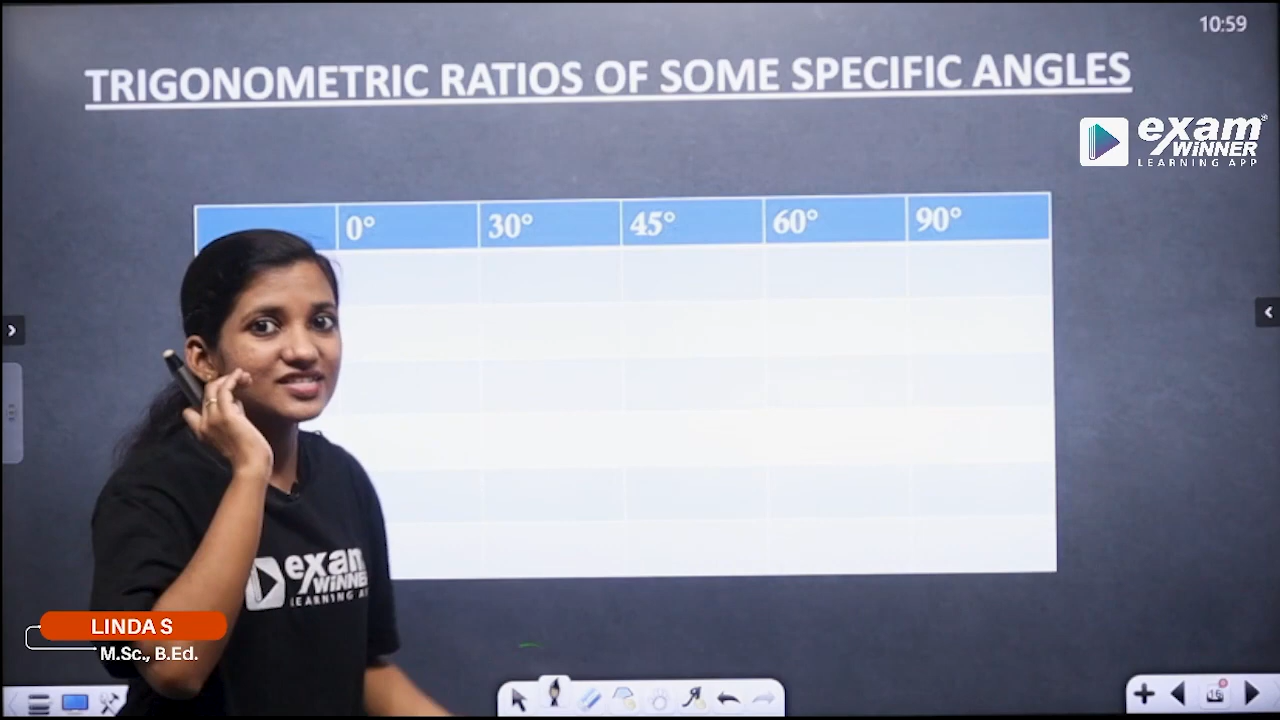 10:59
TRIGONOMETRIC RATIOS OF SOME SPECIFIC ANGLES
exam
WiNNER
LEARNING APP
0° 30° 45° 60° 90°
exam
WiNNER
LEARNING A
LINDA S
M.Sc., B.Ed.